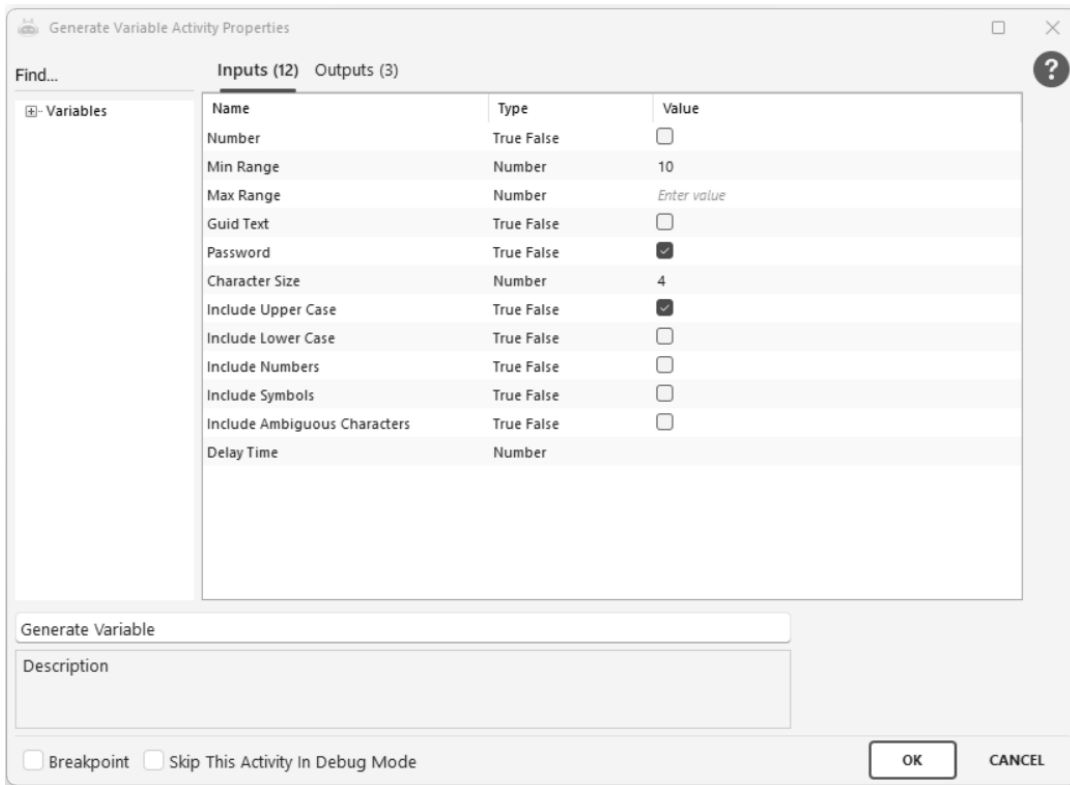 Generate Variable Activity Properties
Find...
Inputs (12) Outputs (3)
?
Variables
Name Type Value
Number True False
Min Range Number 10
Max Range Number Enter value
Guid Text True False
Password True False
Character Size Number 4
Include Upper Case True False
Include Lower Case True False
Include Numbers True False
Include Symbols True False
Include Ambiguous Characters True False
Delay Time Number
Generate Variable
Description
Breakpoint Skip This Activity In Debug Mode OK CANCEL